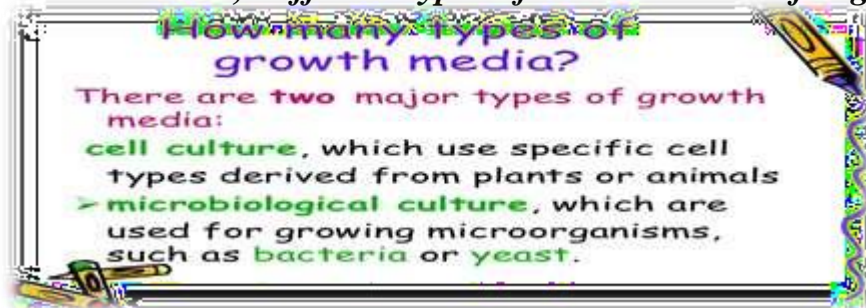 How many types of
growth media?
There are two major types of growth
media:
cell culture, which use specific cell
types derived from plants or animals
➢microbiological culture, which are
used for growing microorganisms,
such as bacteria or yeast.